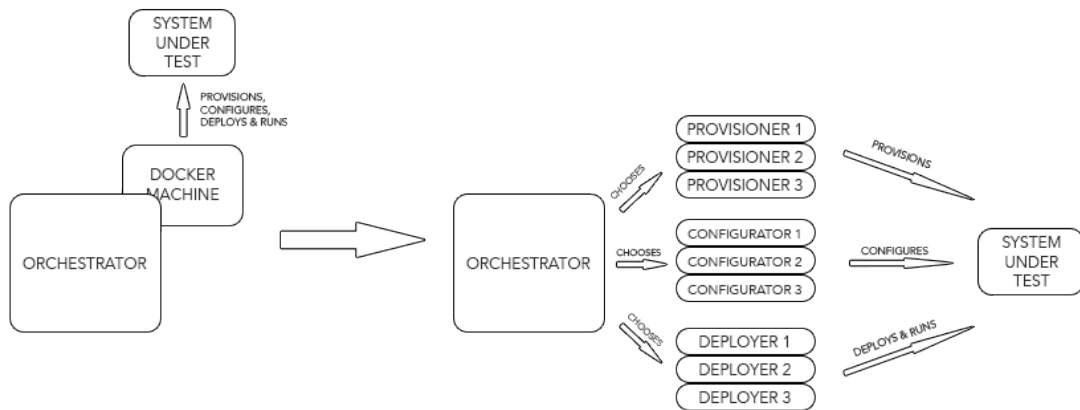 SYSTEM
UNDER
TEST
PROVISIONS,
CONFIGURES,
DEPLOYS & RUNS
DOCKER
MACHINE
ORCHESTRATOR
ORCHESTRATOR
CHOOSES
CHOOSES
CHOOSES
PROVISIONER 1
PROVISIONER 2
PROVISIONER 3
CONFIGURATOR 1
CONFIGURATOR 2
CONFIGURATOR 3
DEPLOYER 1
DEPLOYER 2
DEPLOYER 3
PROVISIONS
CONFIGURES
DEPLOYS & RUNS
SYSTEM
UNDER
TEST